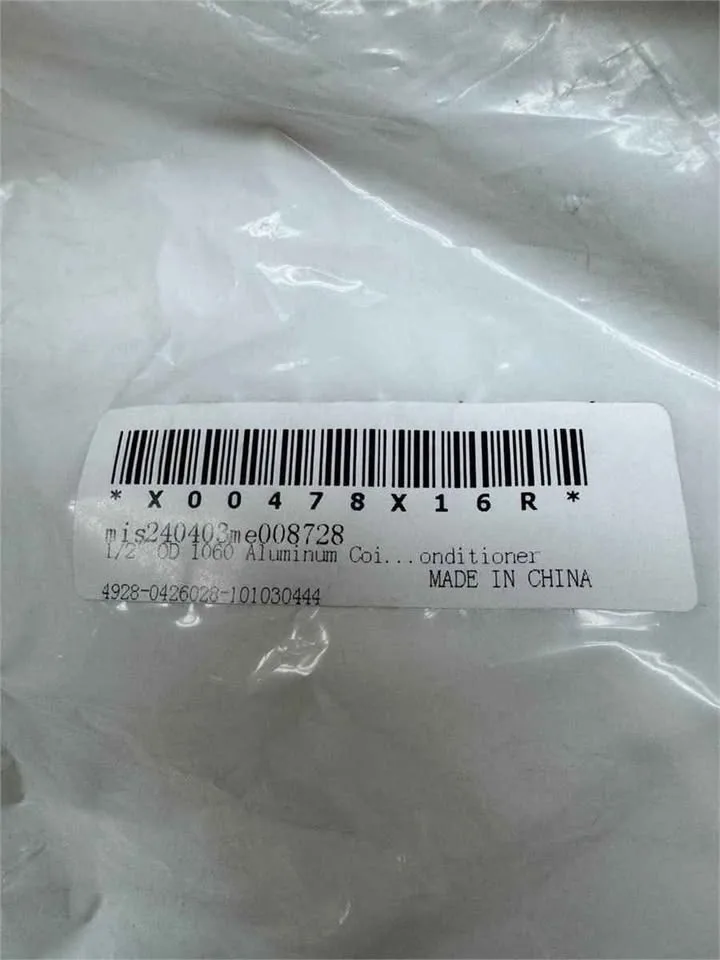 *X00478X16R*
mis240403me008728
1/2" OD 1060 Aluminum Coi...onditioner
MADE IN CHINA
4928-0426028-101030444